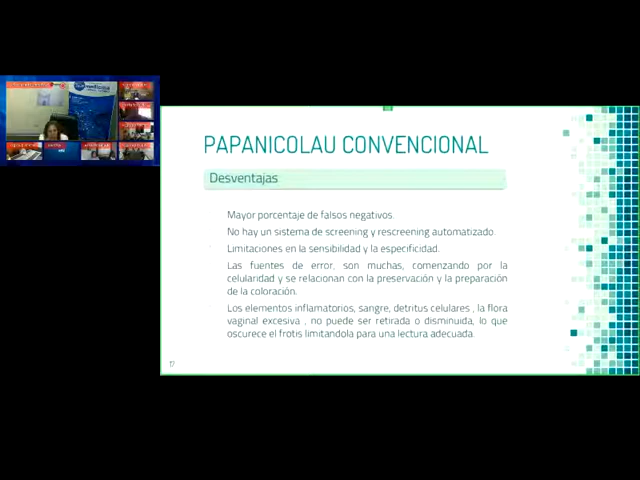 PAPANICOLAU CONVENCIONAL
Desventajas
Mayor porcentaje de falsos negativos.
No hay un sistema de screening y rescreening automatizado.
Limitaciones en la sensibilidad y la especificidad.
Las fuentes de error, son muchas, comenzando por la
celularidad y se relacionan con la preservación y la preparación
de la coloración.
Los elementos inflamatorios, sangre, detritus celulares , la flora
vaginal excesiva , no puede ser retirada o disminuida, lo que
oscurece el frotis limitandola para una lectura adecuada.
17